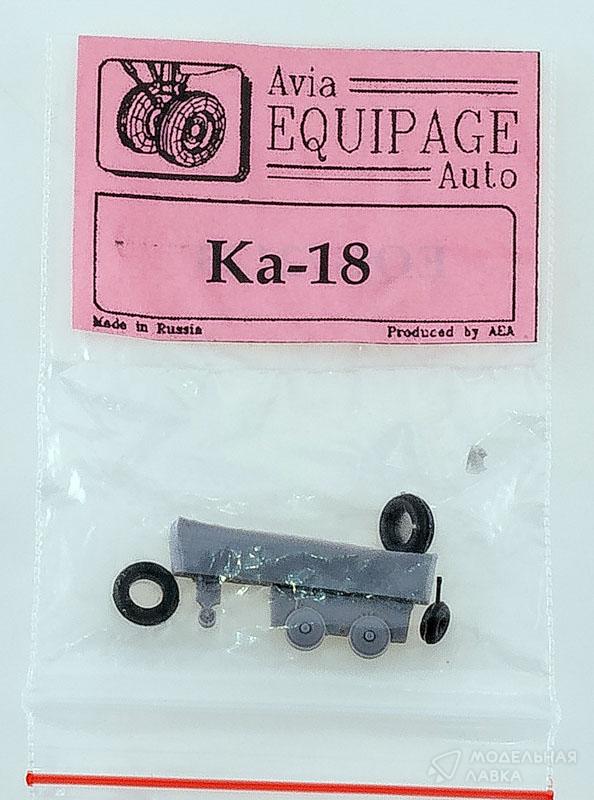 Avia
EQUIPAGE
Auto
Ka-18
Made in Russia
Produced by AEA
МОДЕЛЬНАЯ
ЛАВКА